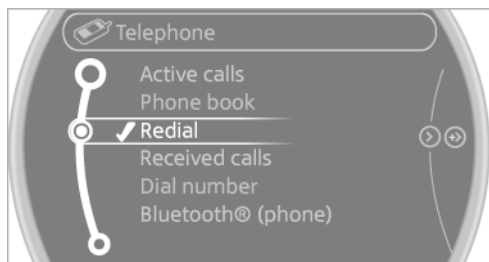 Telephone
Active calls
Phone book
Redial
Received calls
Dial number
Bluetooth® (phone)